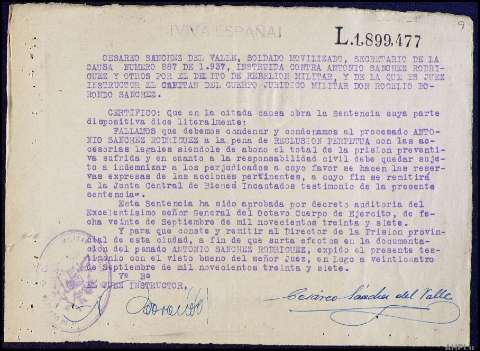 ¡VIVA ESPAÑA!
L.1.899.477
9
CESAREO SANCHEZ DEL VALLE, SOLDADO MOVILIZADO, SECRETARIO DE LA
CAUSA NUMERO 887 DE 1.937, INSTRUIDA CONTRA ANTONIO SANCHEZ RODRI-
GUEZ Y OTROS POR EL DELITO DE REBELION MILITAR, Y DE LA QUE ES JUEZ
INSTRUCTOR EL CAPITAN DEL CUERPO JURIDICO MILITAR DON ROGELIO BO-
RONDO SANCHEZ.
CERTIFICO: Que en la citada causa obra la Sentencia cuya parte
dispositiva dice literalmente:
FALLAMOS que debemos condenar y condenamos al procesado ANTO-
NIO SANCHEZ RODRIGUEZ a la pena de RECLUSION PERPETUA con las ac-
cesorias legales siendole de abono el total de la prision preventi-
va sufrida y en cuanto a la responsabilidad civil debe quedar suje-
to a indemnizar a los perjudicados a cuyo favor se hacen las reser-
vas expresas de las acciones pertinentes, a cuyo fin se remitirá
a la Junta Central de Bienes Incautados testimonio de la presente
sentencia".
Esta Sentencia ha sido aprobada por decreto auditoria del
Excelentisimo señor General del Octavo Cuerpo de Ejercito, de fe-
cha veinte de Septiembre de mil novecientos treinta y siete.
Y para que conste y remitir al Director de la Prision provin-
cial de esta ciudad, a fin de que surta efectos en la documenta-
ción del penado ANTONIO SANCHEZ RODRIGUEZ, expido el presente tes-
timonio con el visto bueno del señor Juez, en Lugo a veinticuatro
de Septiembre de mil novecientos treinta y siete.
Vº Bº
EL JUEZ INSTRUCTOR,
Borondo
Cesareo Sánchez del Valle